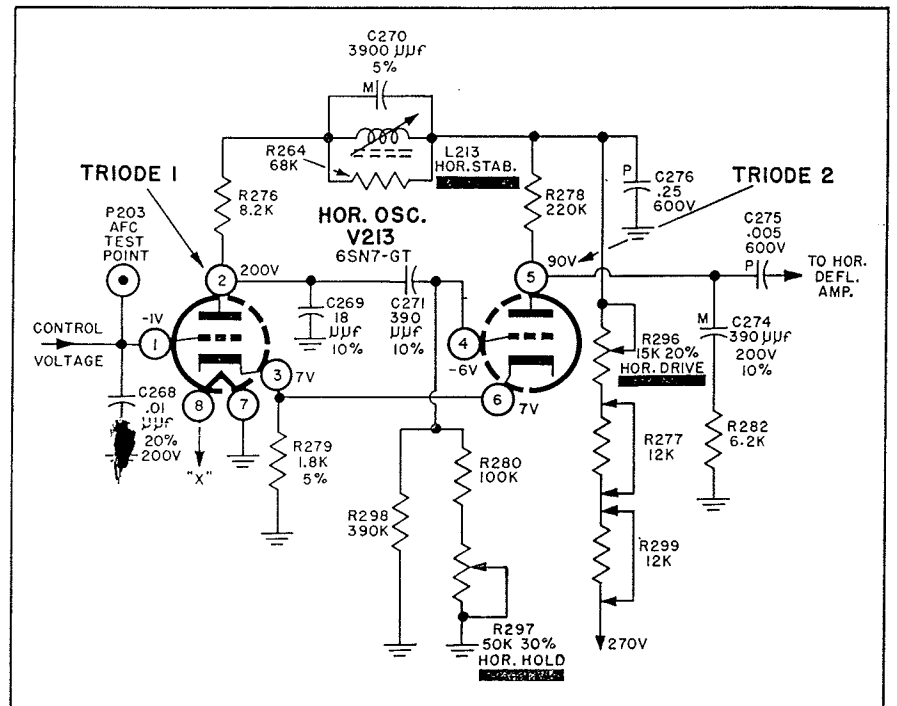 C270
3900 μμf
5%
M
R264
68K
L213
HOR.STAB.
TRIODE 1
R276
8.2K
R278
220K
P
C276
.25
600V
TRIODE 2
P203
AFC
TEST
POINT
HOR. OSC.
V213
6SN7-GT
C275
.005
600V
P
TO HOR.
DEFL.
AMP.
2
200V
5
90V
C269
18
μμf
10%
C271
390
μμf
10%
CONTROL
VOLTAGE
-1V
1
4
-6V
M
C274
390 μμf
200V
10%
R296
15K 20%
HOR. DRIVE
3
7V
6
7V
8
7
C268
.01
μμf
20%
200V
"X"
R279
1.8K
5%
R277
12K
R282
6.2K
R280
100K
R298
390K
R299
12K
R297
50K 30%
HOR. HOLD
270V